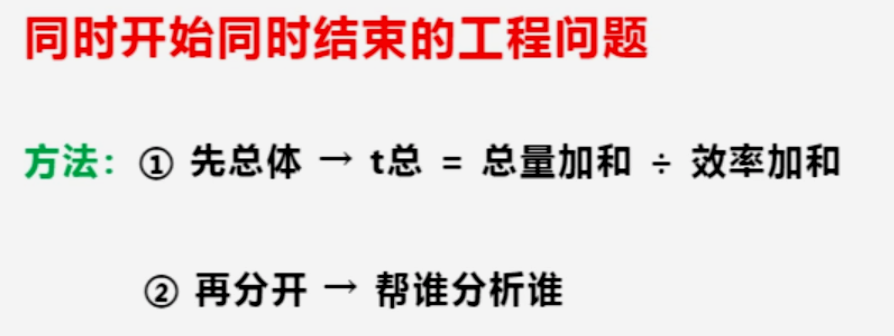 同时开始同时结束的工程问题
方法：① 先总体 → t总 = 总量加和 ÷ 效率加和
② 再分开 → 帮谁分析谁